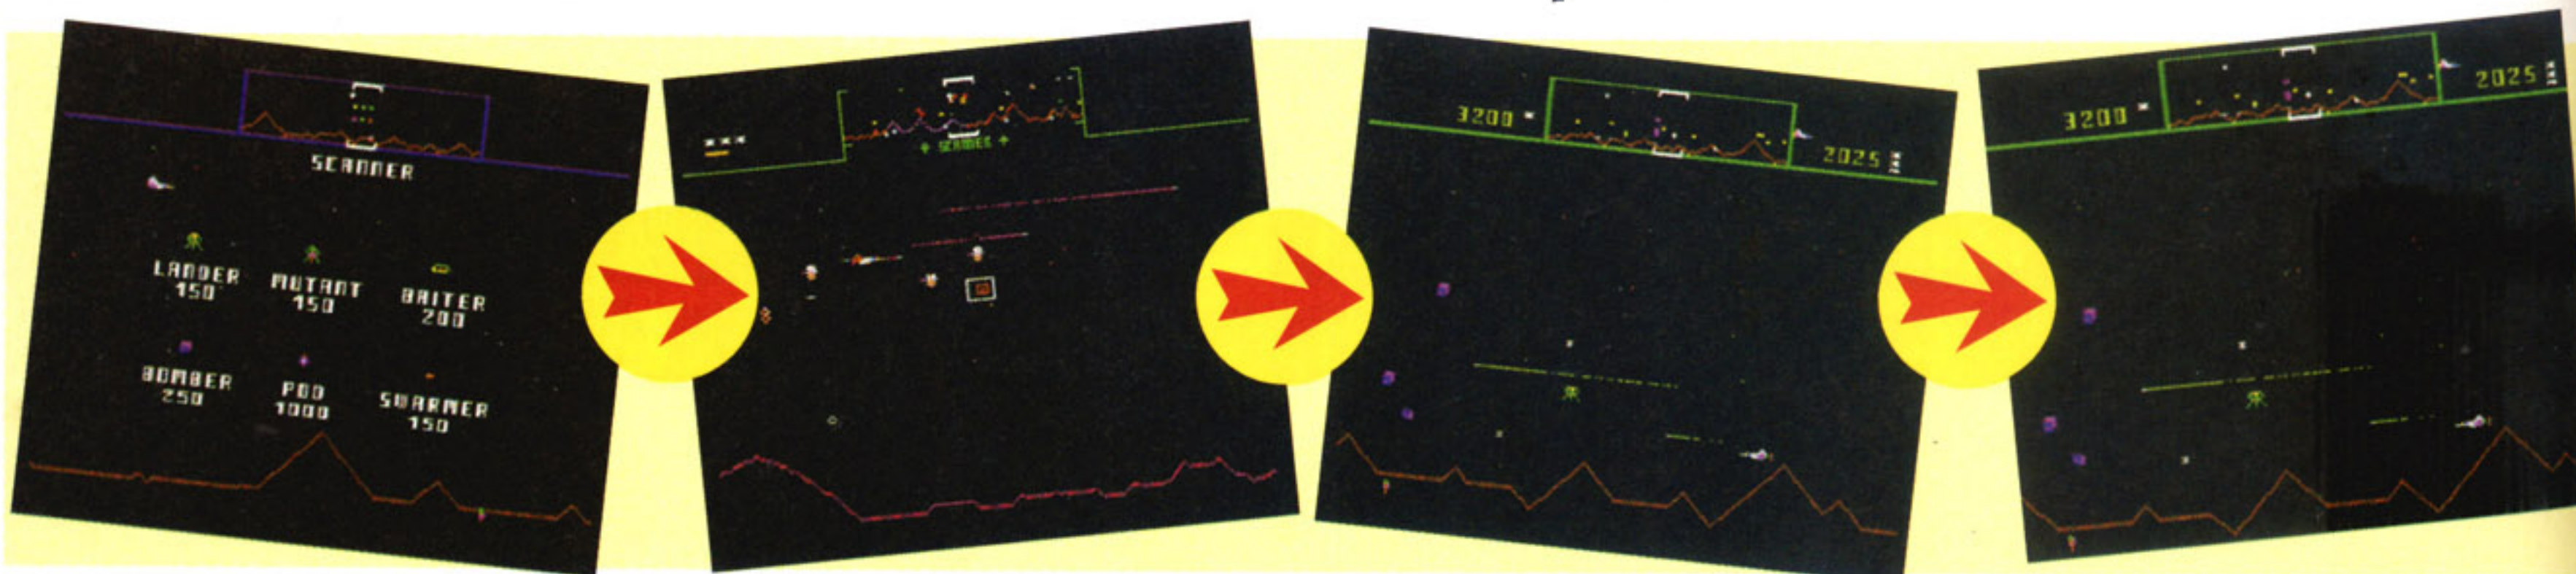 SCANNER
LANDER MUTANT BAITER
150 150 200
BOMBER POD SWARMER
250 1000 150
SCANNER
3200 2025
3200 2025